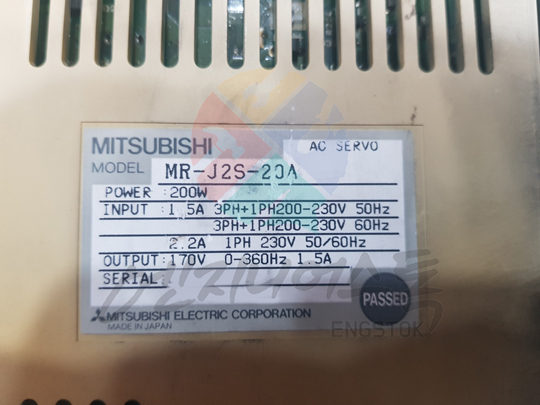 MITSUBISHI
AC SERVO
MODEL MR-J2S-20A
POWER :200W
INPUT :1.5A 3PH+1PH200-230V 50Hz
3PH+1PH200-230V 60Hz
2.2A 1PH 230V 50/60Hz
OUTPUT:170V 0-360Hz 1.5A
SERIAL:
PASSED
MITSUBISHI ELECTRIC CORPORATION
MADE IN JAPAN
ENGSTOK